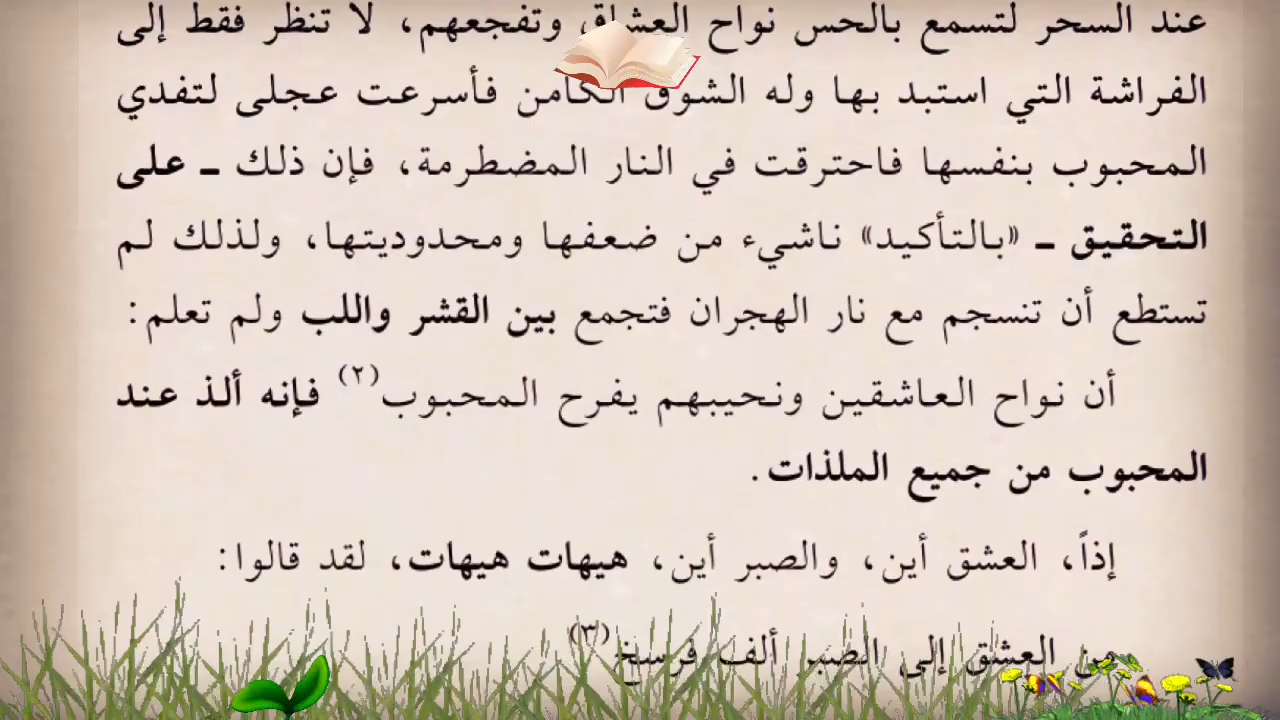 عند السحر لتسمع بالحس نواح العشاق وتفجعهم، لا تنظر فقط إلى
الفراشة التي استبد بها وله الشوق الكامن فأسرعت عجلى لتفدي
المحبوب بنفسها فاحترقت في النار المضطرمة، فإن ذلك ـ على
التحقيق ـ «بالتأكيد» ناشيء من ضعفها ومحدوديتها، ولذلك لم
تستطع أن تنسجم مع نار الهجران فتجمع بين القشر واللب ولم تعلم:
أن نواح العاشقين ونحيبهم يفرح المحبوب(٢) فإنه ألذ عند
المحبوب من جميع الملذات.
إذاً، العشق أين، والصبر أين، هيهات هيهات، لقد قالوا:
من العشق إلى الصبر ألف فرسخ(٣)